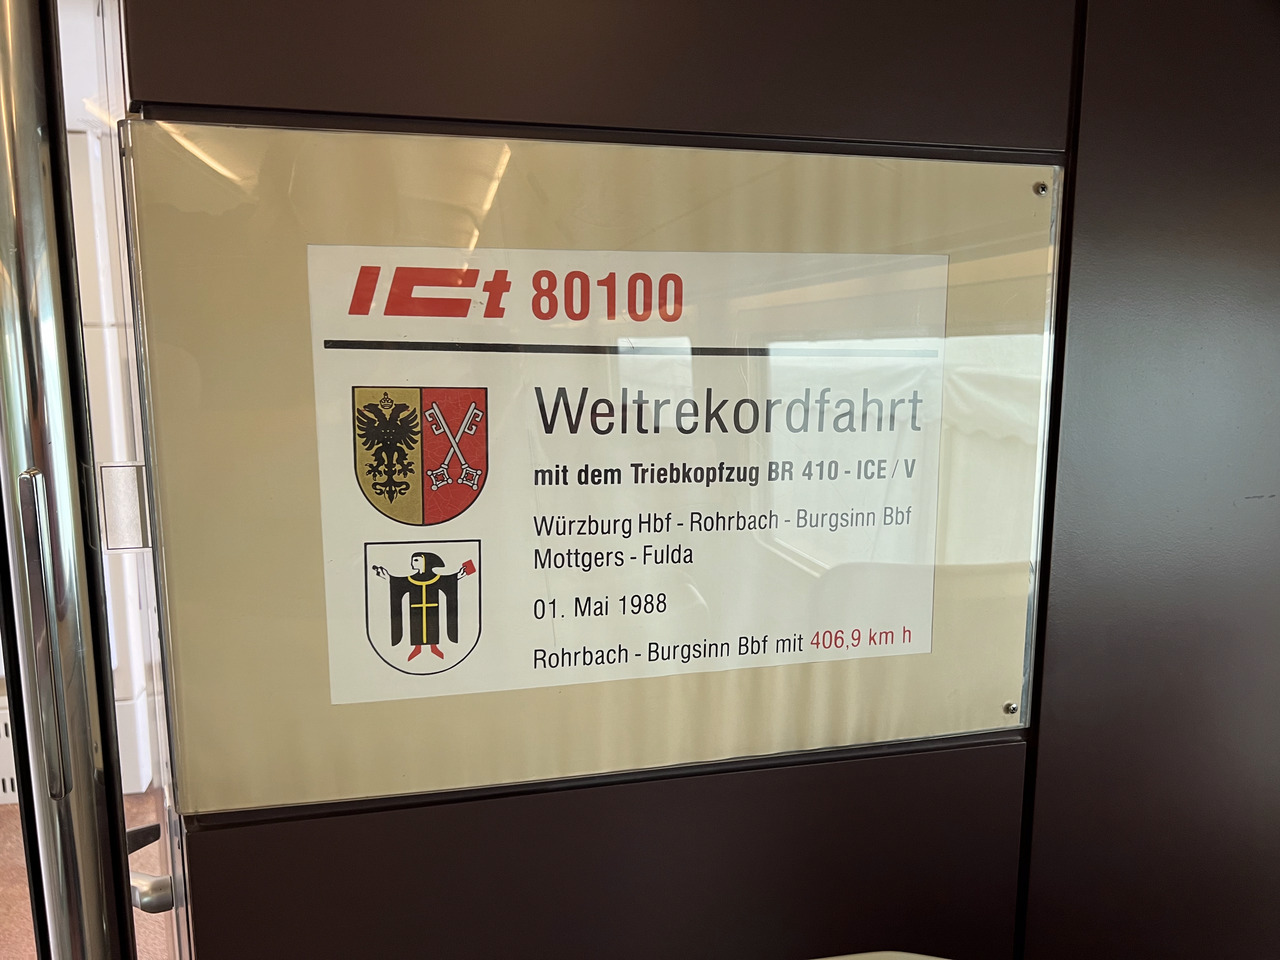 ICt 80100
Weltrekordfahrt
mit dem Triebkopfzug BR 410 - ICE / V
Würzburg Hbf - Rohrbach - Burgsinn Bbf
Mottgers - Fulda
01. Mai 1988
Rohrbach - Burgsinn Bbf mit 406,9 km h